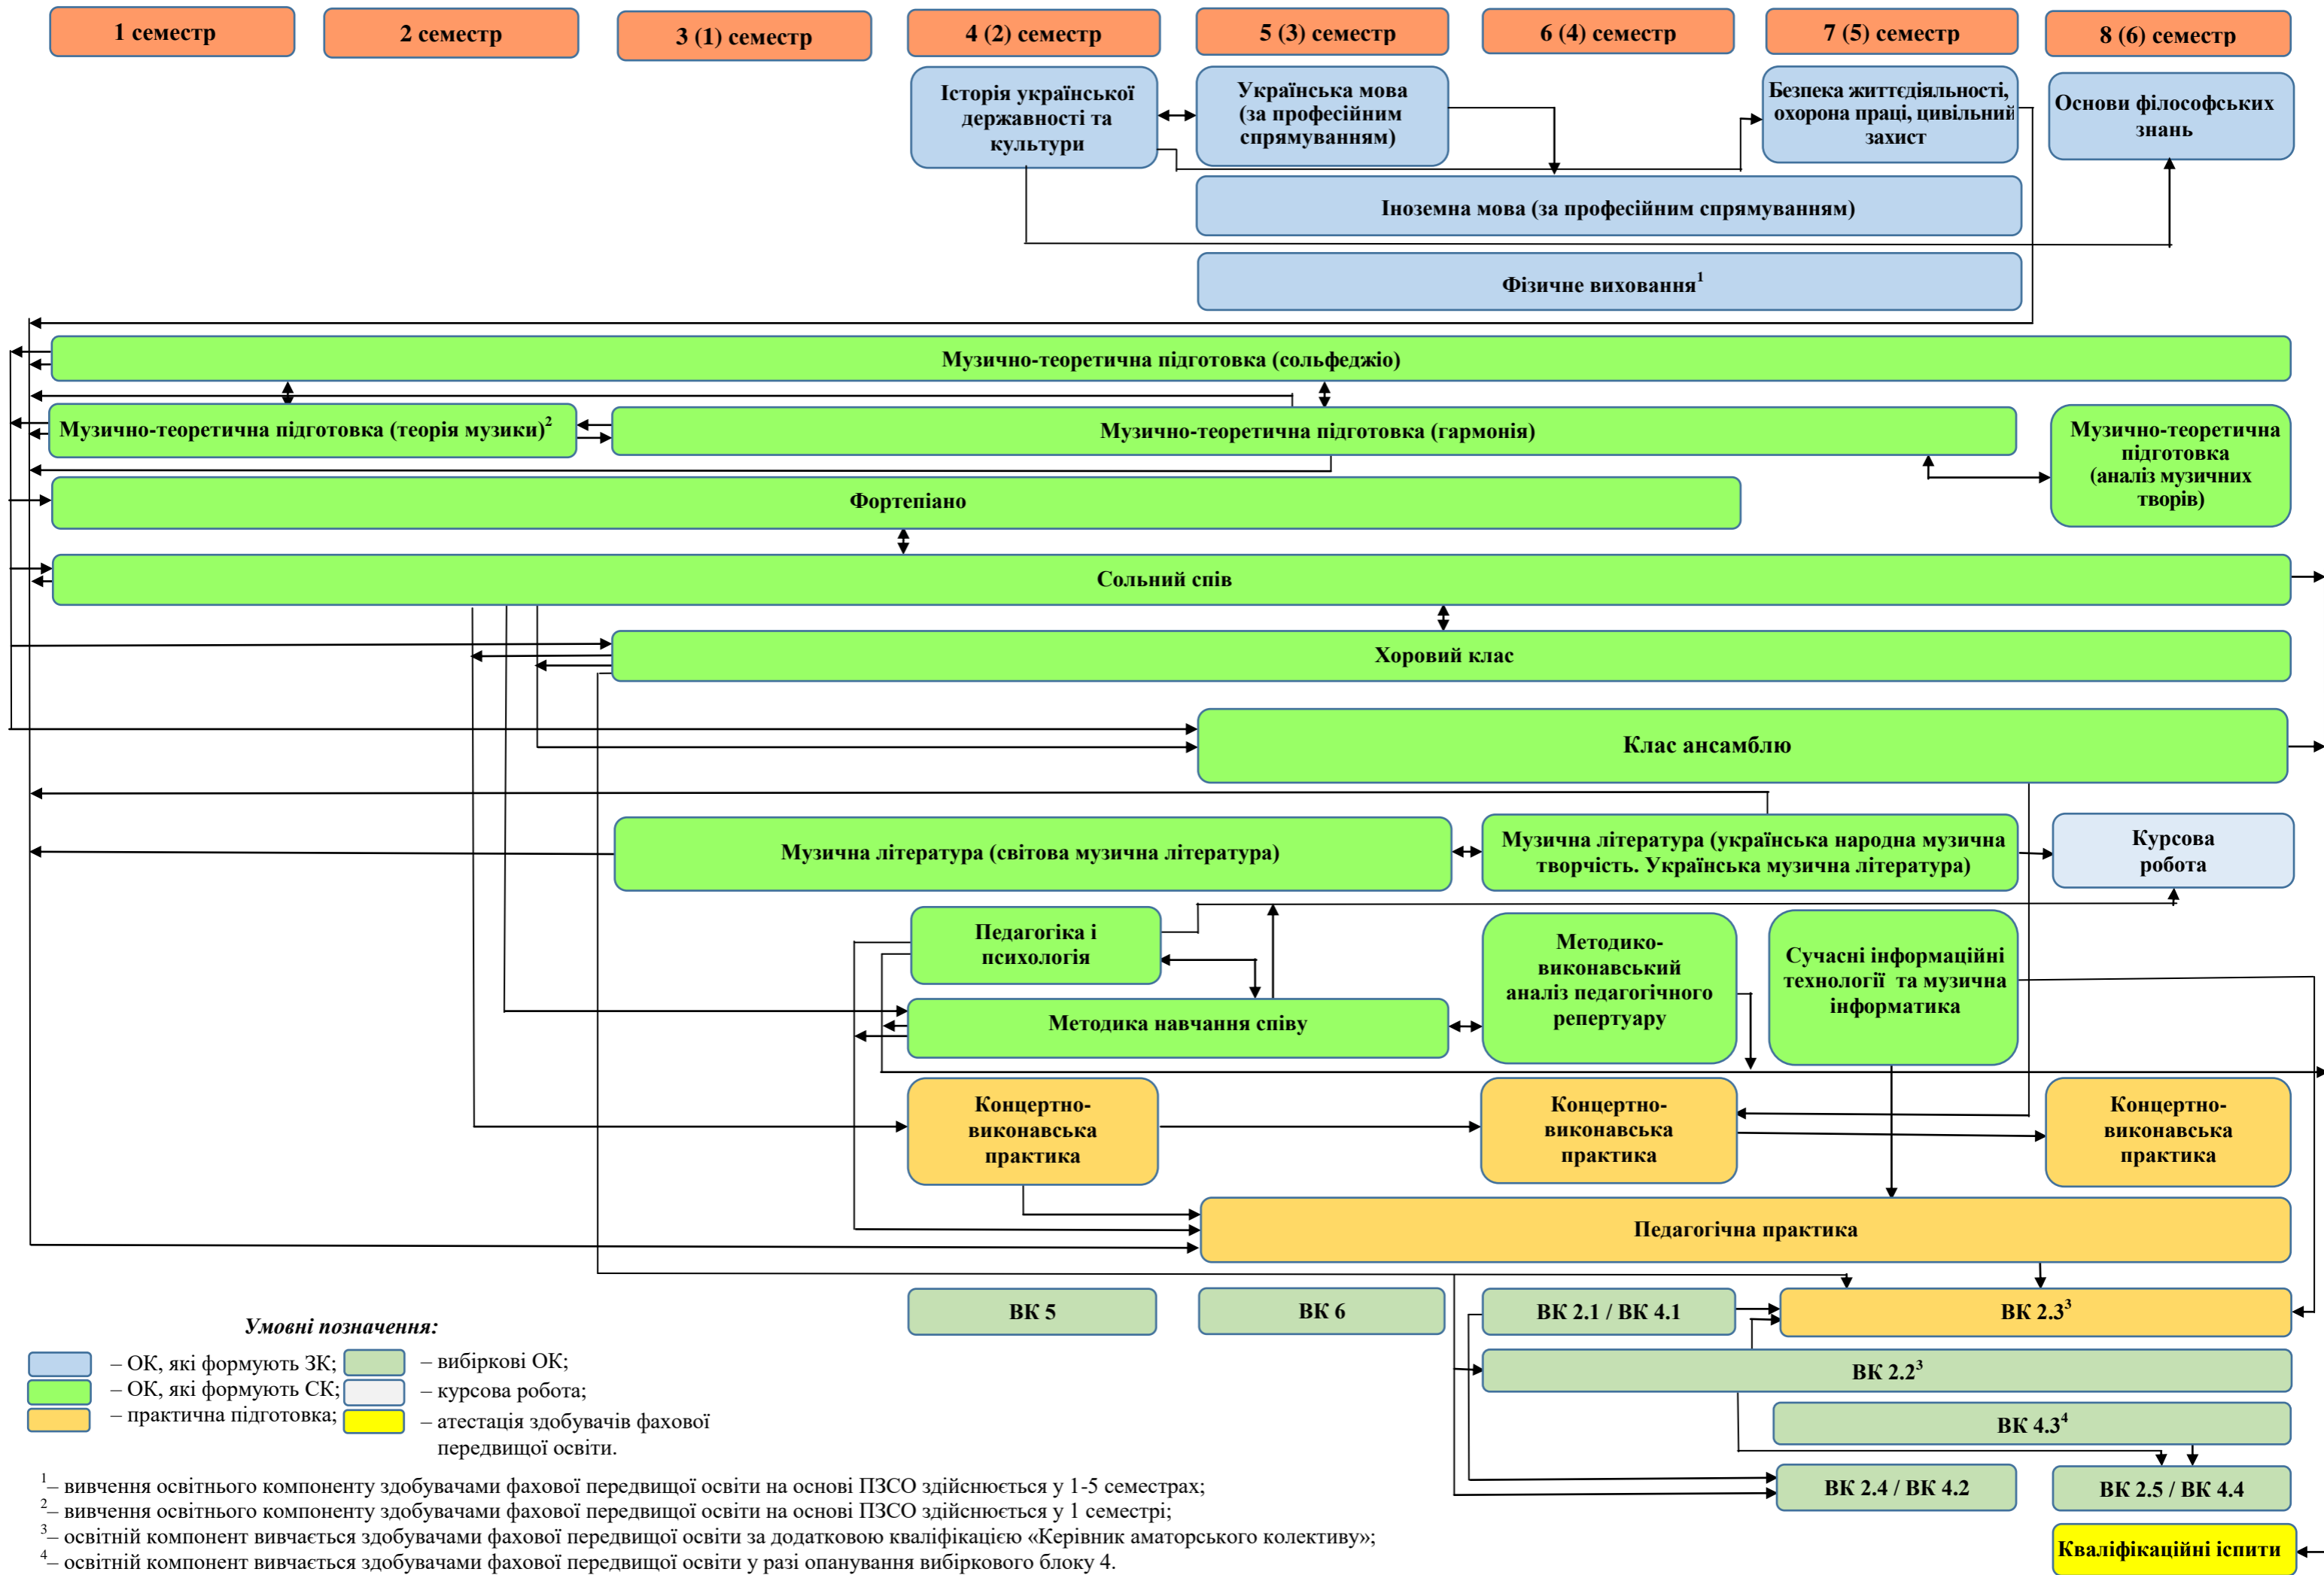 1 семестр
2 семестр
3 (1) семестр
4 (2) семестр
5 (3) семестр
6 (4) семестр
7 (5) семестр
8 (6) семестр
Історія української
державності та
культури
Українська мова
(за професійним
спрямуванням)
Безпека життєдіяльності,
охорона праці, цивільний
захист
Основи філософських
знань
Іноземна мова (за професійним спрямуванням)
Фізичне виховання1
Музично-теоретична підготовка (сольфеджіо)
Музично-теоретична підготовка (теорія музики)2
Музично-теоретична підготовка (гармонія)
Музично-теоретична
підготовка
(аналіз музичних
творів)
Фортепіано
Сольний спів
Хоровий клас
Клас ансамблю
Музична література (світова музична література)
Музична література (українська народна музична
творчість. Українська музична література)
Курсова
робота
Педагогіка і
психологія
Методико-
виконавський
аналіз педагогічного
репертуару
Сучасні інформаційні
технології та музична
інформатика
Методика навчання співу
Концертно-
виконавська
практика
Концертно-
виконавська
практика
Концертно-
виконавська
практика
Педагогічна практика
ВК 5
ВК 6
ВК 2.1 / ВК 4.1
ВК 2.3³
ВК 2.2³
ВК 4.3⁴
ВК 2.4 / ВК 4.2
ВК 2.5 / ВК 4.4
Кваліфікаційні іспити
Умовні позначення:
– ОК, які формують ЗК;
– ОК, які формують СК;
– практична підготовка;
– вибіркові ОК;
– курсова робота;
– атестація здобувачів фахової
передвищої освіти.
¹– вивчення освітнього компоненту здобувачами фахової передвищої освіти на основі ПЗСО здійснюється у 1-5 семестрах;
²– вивчення освітнього компоненту здобувачами фахової передвищої освіти на основі ПЗСО здійснюється у 1 семестрі;
³– освітній компонент вивчається здобувачами фахової передвищої освіти за додатковою кваліфікацією «Керівник аматорського колективу»;
⁴– освітній компонент вивчається здобувачами фахової передвищої освіти у разі опанування вибіркового блоку 4.